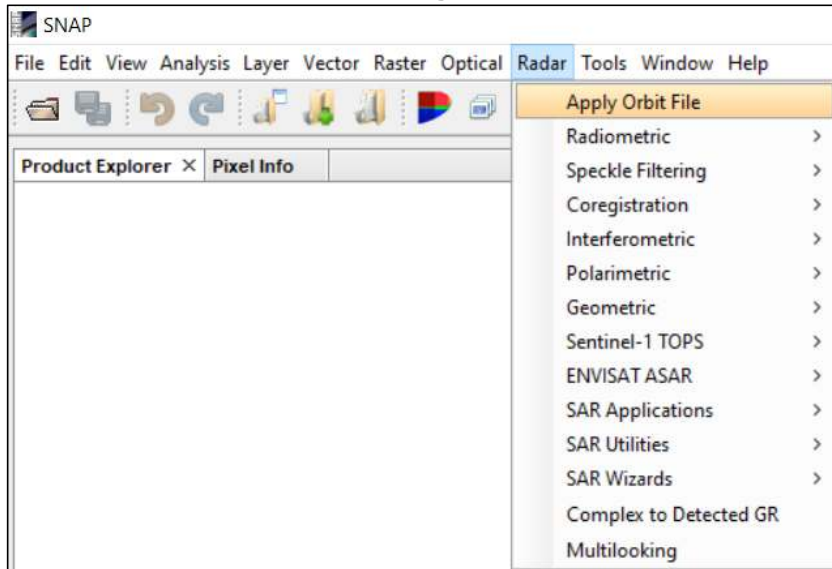 SNAP
File Edit View Analysis Layer Vector Raster Optical Radar Tools Window Help
Apply Orbit File
Radiometric >
Product Explorer × Pixel Info
Speckle Filtering >
Coregistration >
Interferometric >
Polarimetric >
Geometric >
Sentinel-1 TOPS >
ENVISAT ASAR >
SAR Applications >
SAR Utilities >
SAR Wizards >
Complex to Detected GR
Multilooking